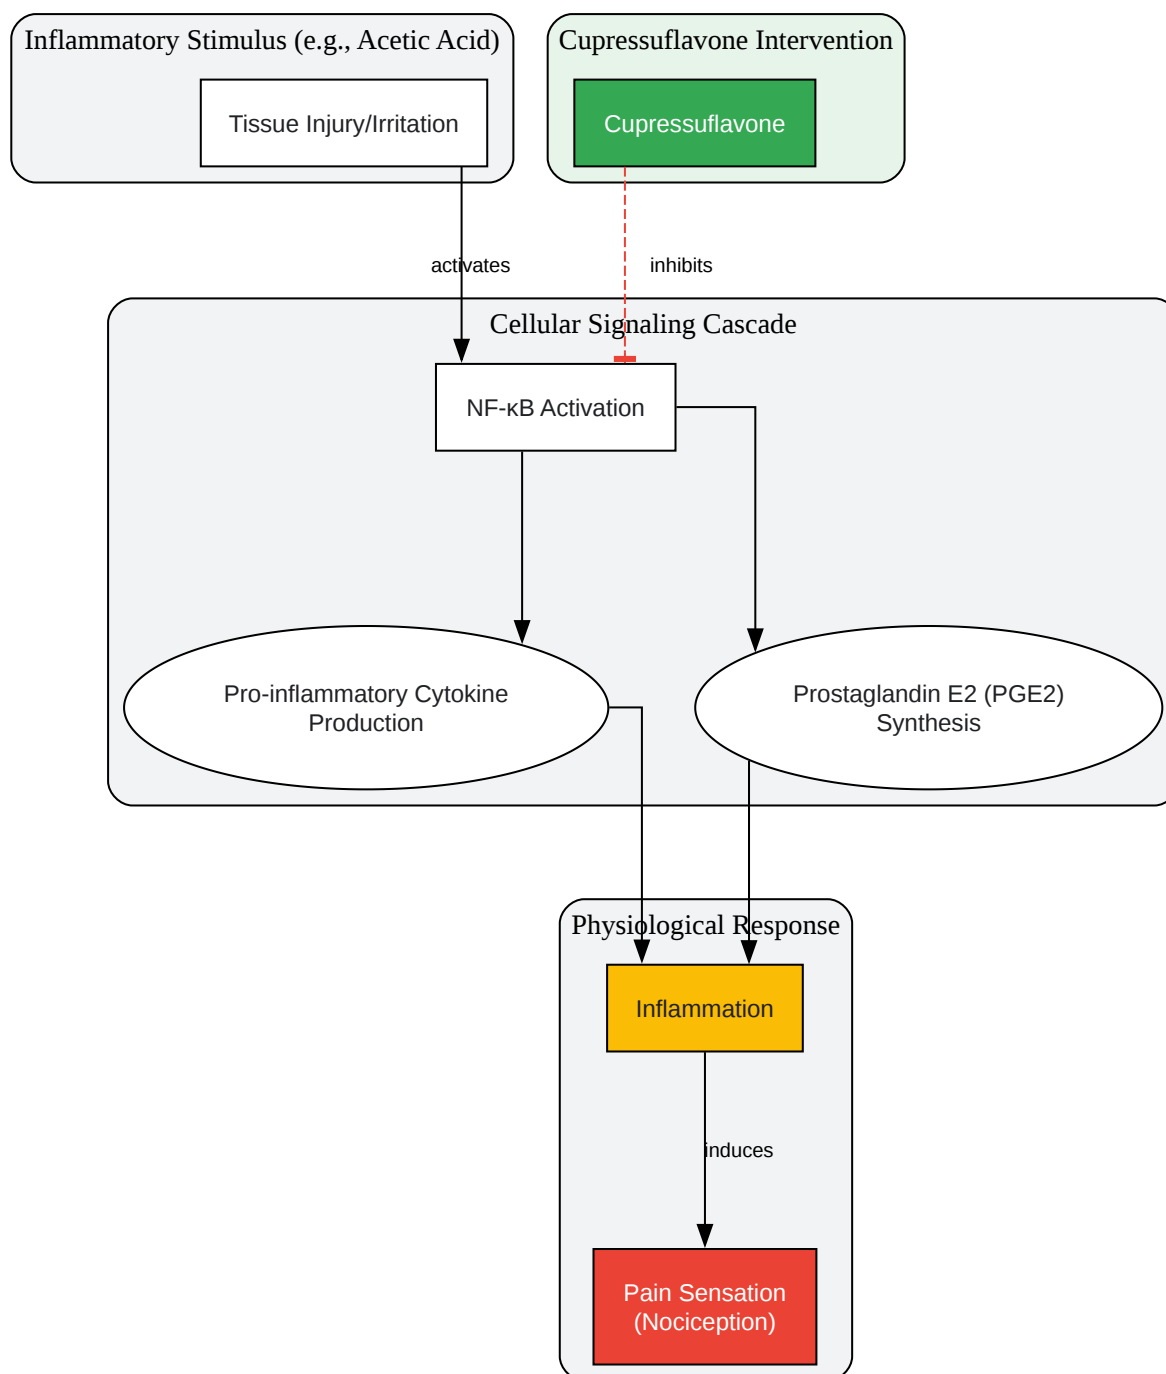 Inflammatory Stimulus (e.g., Acetic Acid)
Cupressuflavone Intervention
Tissue Injury/Irritation
Cupressuflavone
activates
inhibits
Cellular Signaling Cascade
NF-κB Activation
Pro-inflammatory Cytokine
Production
Prostaglandin E2 (PGE2)
Synthesis
Physiological Response
Inflammation
induces
Pain Sensation
(Nociception)